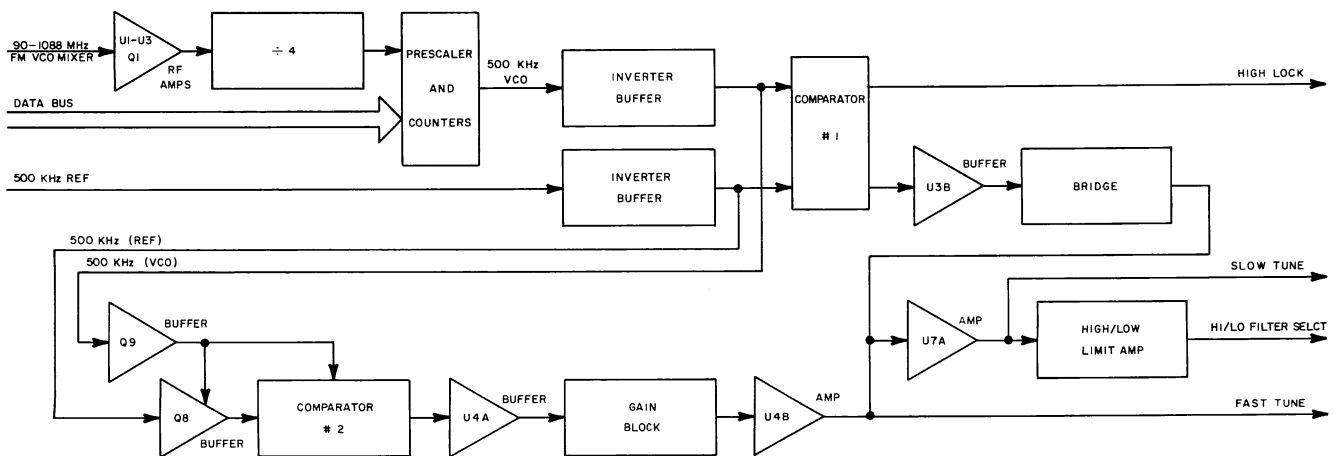 90-1088 MHz
FM VCO MIXER
U1-U3
Q1
RF
AMPS
÷ 4
PRESCALER
AND
COUNTERS
DATA BUS
500 KHz
VCO
INVERTER
BUFFER
COMPARATOR
# 1
HIGH LOCK
500 KHz REF
INVERTER
BUFFER
U3B
BUFFER
BRIDGE
500 KHz (REF)
500 KHz (VCO)
Q9
BUFFER
Q8
BUFFER
COMPARATOR
# 2
U4A
BUFFER
GAIN
BLOCK
U4B
AMP
U7A
AMP
HIGH/LOW
LIMIT AMP
SLOW TUNE
HI/LO FILTER SELCT
FAST TUNE